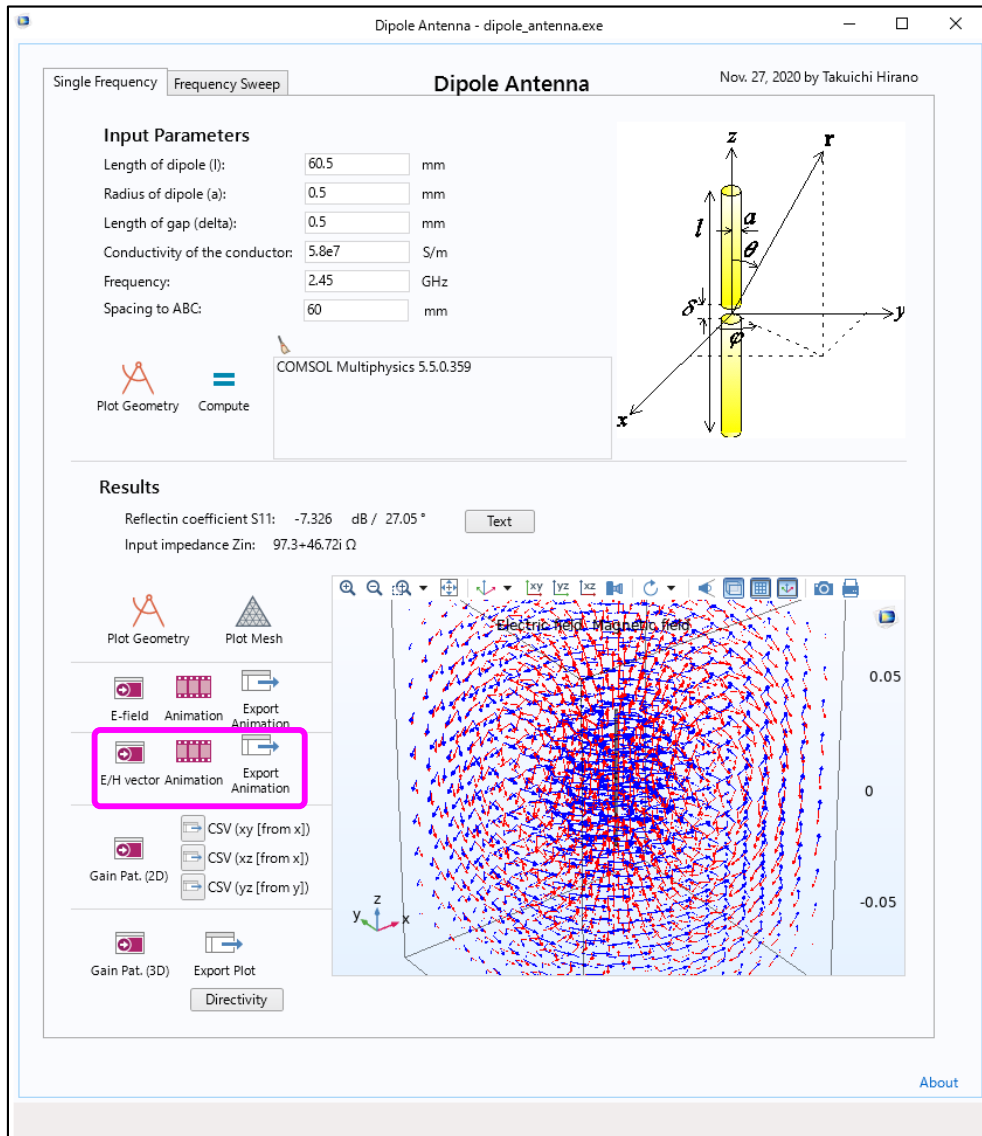 Dipole Antenna - dipole_antenna.exe
Single Frequency
Frequency Sweep
Dipole Antenna
Nov. 27, 2020 by Takuichi Hirano
Input Parameters
Length of dipole (l): 60.5 mm
Radius of dipole (a): 0.5 mm
Length of gap (delta): 0.5 mm
Conductivity of the conductor: 5.8e7 S/m
Frequency: 2.45 GHz
Spacing to ABC: 60 mm
z
r
l
a
θ
δ
y
φ
x
COMSOL Multiphysics 5.5.0.359
Plot Geometry
Compute
Results
Reflectin coefficient S11: -7.326 dB / 27.05 °
Text
Input impedance Zin: 97.3+46.72i Ω
xy yz xz
Plot Geometry
Plot Mesh
Electric field Magnetic field
0.05
0
-0.05
z
y
x
E-field
Animation
Export
Animation
E/H vector
Animation
Export
Animation
Gain Pat. (2D)
CSV (xy [from x])
CSV (xz [from x])
CSV (yz [from y])
Gain Pat. (3D)
Export Plot
Directivity
About